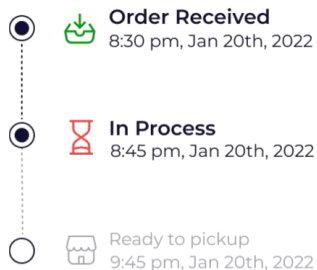 Order Received
8:30 pm, Jan 20th, 2022
In Process
8:45 pm, Jan 20th, 2022
Ready to pickup
9:45 pm, Jan 20th, 2022